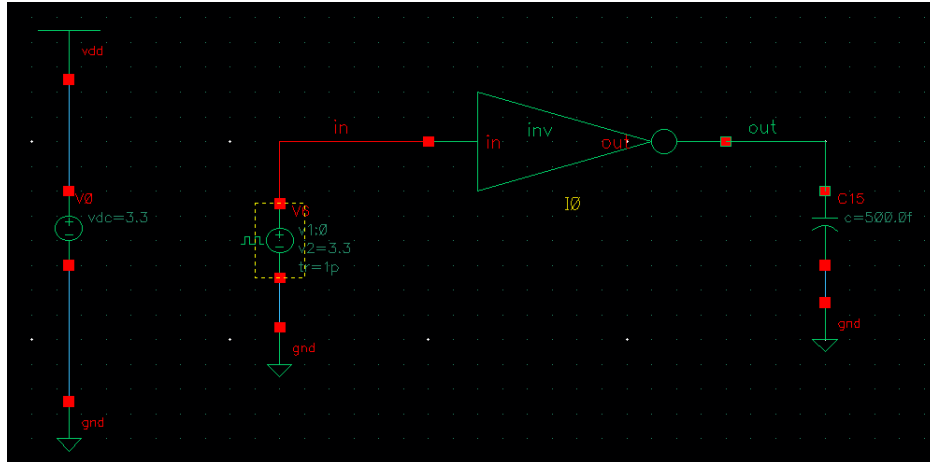 vdd
in
inv
out
in
out
V0
vdc=3.3
I0
C15
c=500.0f
v1:0
v2=3.3
tr=1p
gnd
gnd
gnd